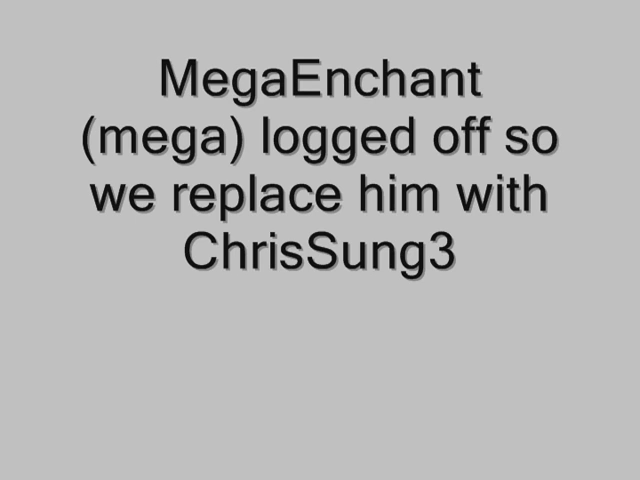 MegaEnchant
(mega) logged off so
we replace him with
ChrisSung3